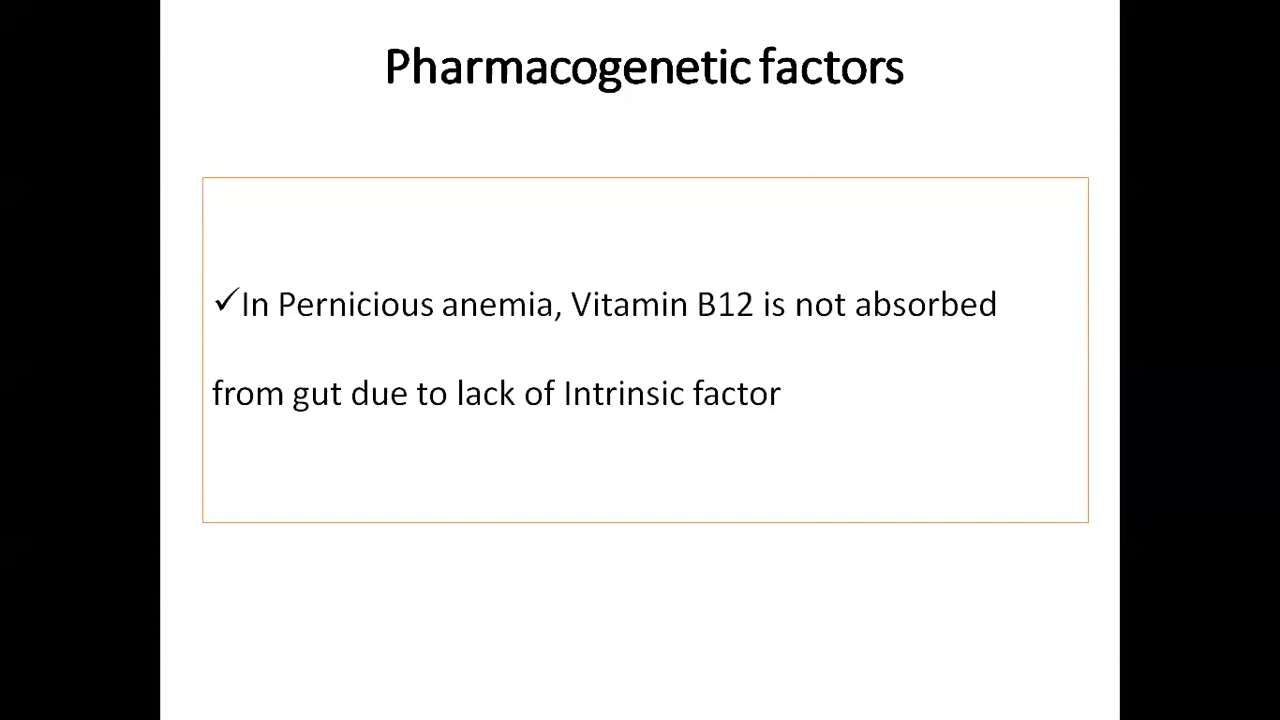 Pharmacogenetic factors
✓In Pernicious anemia, Vitamin B12 is not absorbed
from gut due to lack of Intrinsic factor